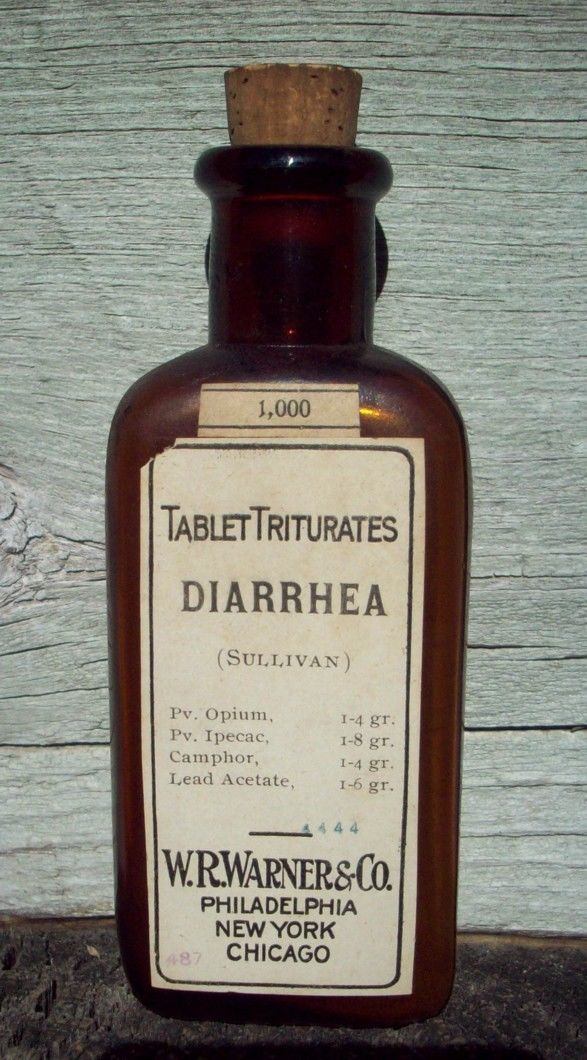 1,000
TABLET TRITURATES
DIARRHEA
(SULLIVAN)
Pv. Opium, 1-4 gr.
Pv. Ipecac, 1-8 gr.
Camphor, 1-4 gr.
Lead Acetate, 1-6 gr.
4444
W.R.WARNER&CO.
PHILADELPHIA
NEW YORK
CHICAGO
487